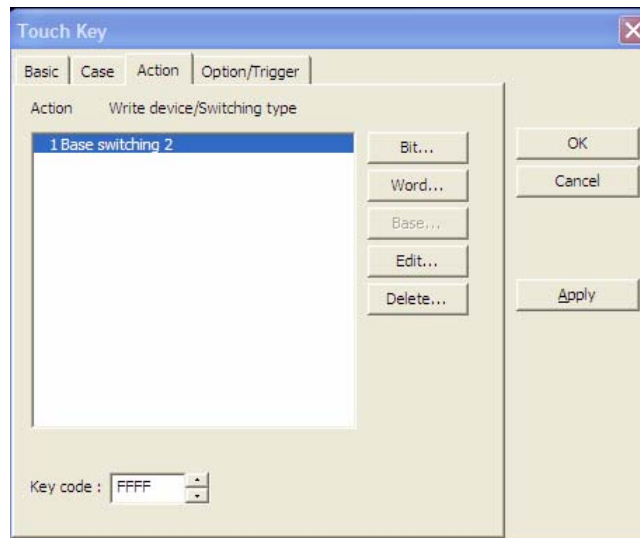 Touch Key
Basic Case Action Option/Trigger
Action Write device/Switching type
1 Base switching 2
Bit...
Word...
Base...
Edit...
Delete...
OK
Cancel
Apply
Key code : FFFF